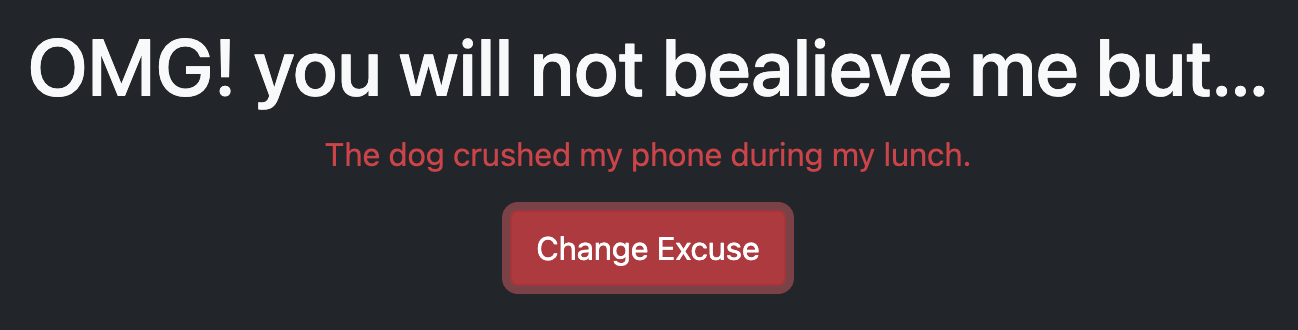 OMG! you will not bealieve me but...
The dog crushed my phone during my lunch.
Change Excuse